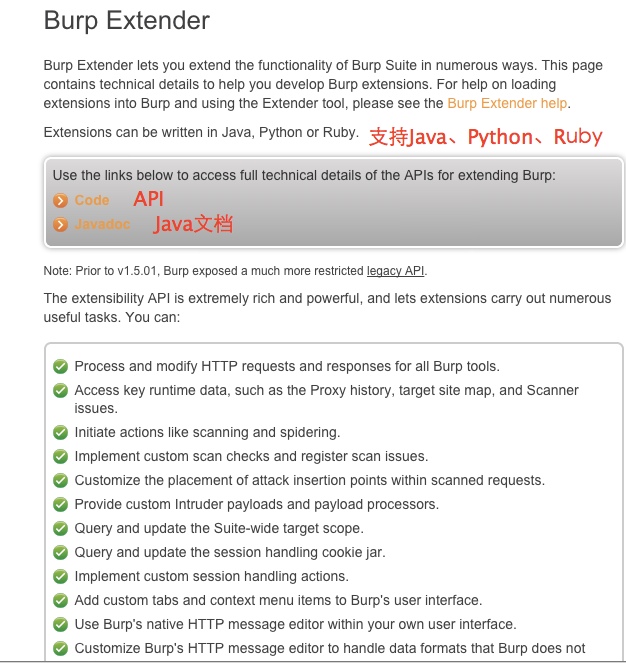 Burp Extender
Burp Extender lets you extend the functionality of Burp Suite in numerous ways. This page
contains technical details to help you develop Burp extensions. For help on loading
extensions into Burp and using the Extender tool, please see the Burp Extender help.
Extensions can be written in Java, Python or Ruby. 支持Java、Python、Ruby
Use the links below to access full technical details of the APIs for extending Burp:
Code API
Javadoc Java文档
Note: Prior to v1.5.01, Burp exposed a much more restricted legacy API.
The extensibility API is extremely rich and powerful, and lets extensions carry out numerous
useful tasks. You can:
Process and modify HTTP requests and responses for all Burp tools.
Access key runtime data, such as the Proxy history, target site map, and Scanner
issues.
Initiate actions like scanning and spidering.
Implement custom scan checks and register scan issues.
Customize the placement of attack insertion points within scanned requests.
Provide custom Intruder payloads and payload processors.
Query and update the Suite-wide target scope.
Query and update the session handling cookie jar.
Implement custom session handling actions.
Add custom tabs and context menu items to Burp's user interface.
Use Burp's native HTTP message editor within your own user interface.
Customize Burp's HTTP message editor to handle data formats that Burp does not